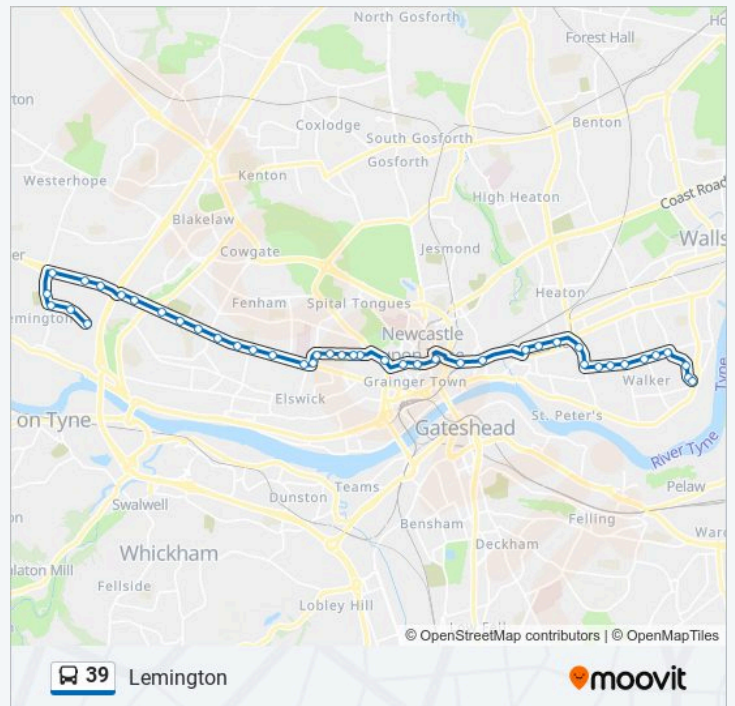 North Gosforth
Forest Hall
Coxlodge
South Gosforth
Benton
Gosforth
Westerhope
Kenton
High Heaton
Coast Road
Blakelaw
Walls
Jesmond
Cowgate
Heaton
Fenham
Spital Tongues
Newcastle
Grainger Town
Walker
Elswick
St. Peter's
Tyne
on Tyne
Gateshead
River Tyne
Teams
Pelaw
Dunston
Swalwell
Felling
Bensham
Whickham
Deckham
Fellside
Lobley Hill
© OpenStreetMap contributors | © OpenMapTiles
39 Lemington
moovit